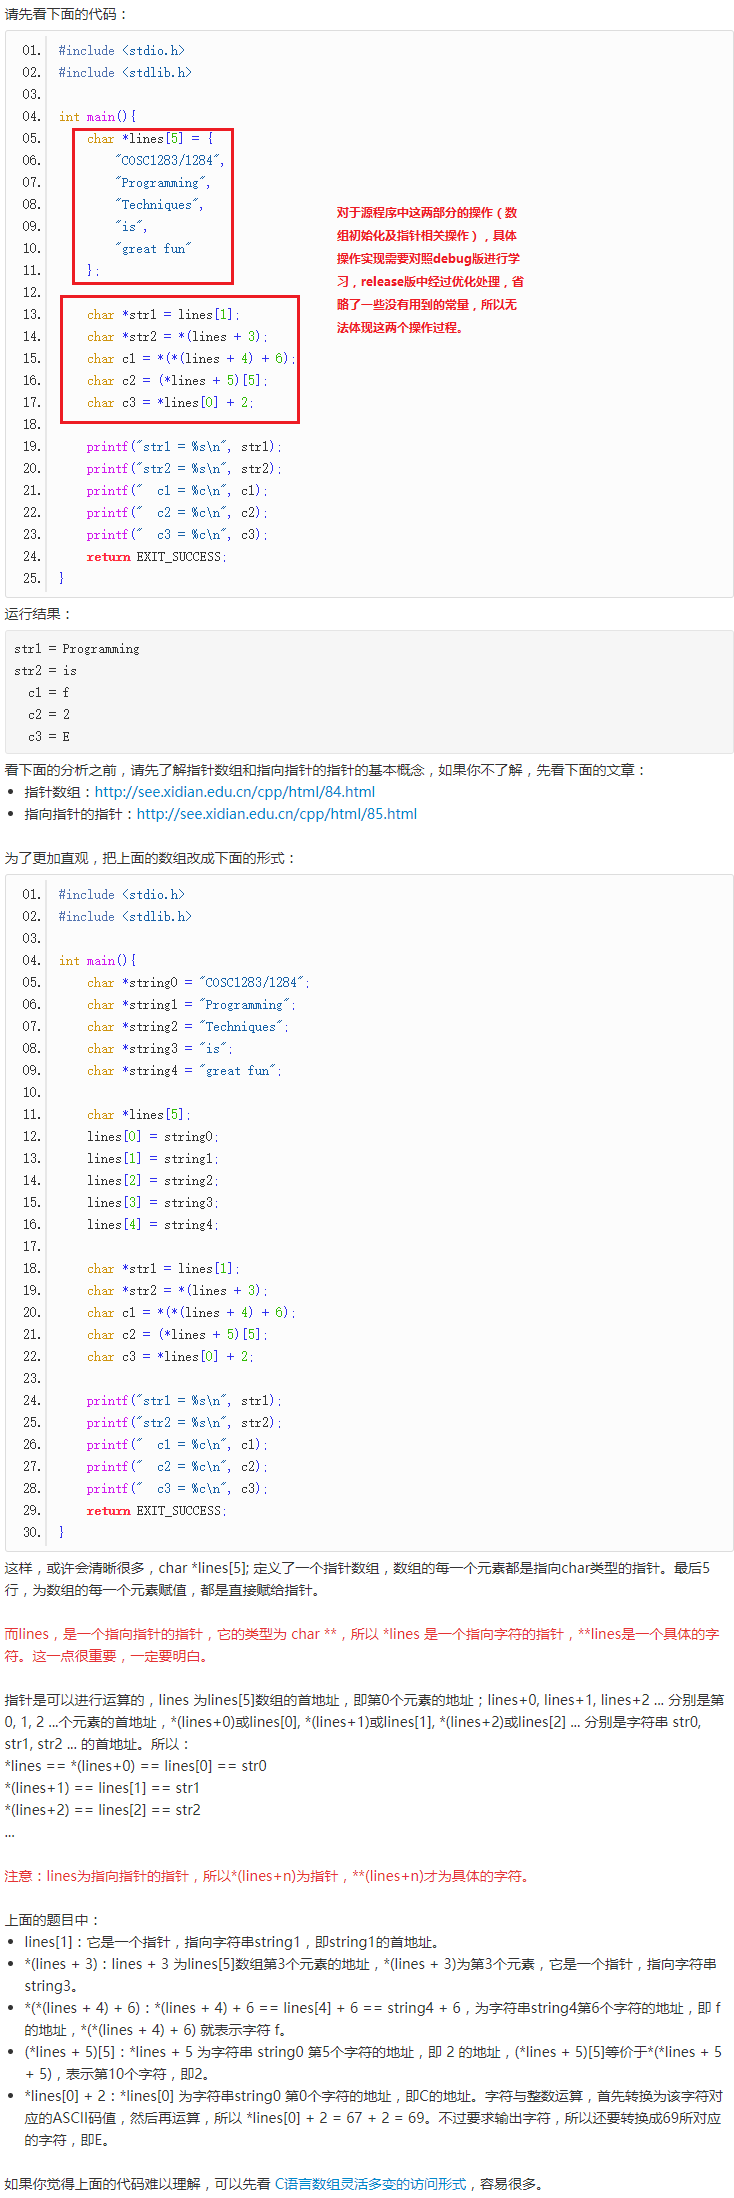 请先看下面的代码：
01. #include <stdio.h>
02. #include <stdlib.h>
03.
04. int main(){
05. char *lines[5] = {
06. "COSC1283/1284",
07. "Programming",
08. "Techniques",
09. "is",
10. "great fun"
11. };
12.
13. char *str1 = lines[1];
14. char *str2 = *(lines + 3);
15. char c1 = *(*(lines + 4) + 6);
16. char c2 = (*lines + 5)[5];
17. char c3 = *lines[0] + 2;
18.
19. printf("str1 = %s\n", str1);
20. printf("str2 = %s\n", str2);
21. printf("  c1 = %c\n", c1);
22. printf("  c2 = %c\n", c2);
23. printf("  c3 = %c\n", c3);
24. return EXIT_SUCCESS;
25. }
对于源程序中这两部分的操作（数
组初始化及指针相关操作），具体
操作实现需要对照debug版进行学
习，release版中经过优化处理，省
略了一些没有用到的常量，所以无
法体现这两个操作过程。
运行结果：
str1 = Programming
str2 = is
c1 = f
c2 = 2
c3 = E
看下面的分析之前，请先了解指针数组和指向指针的指针的基本概念，如果你不了解，先看下面的文章：
• 指针数组：http://see.xidian.edu.cn/cpp/html/84.html
• 指向指针的指针：http://see.xidian.edu.cn/cpp/html/85.html
为了更加直观，把上面的数组改成下面的形式：
01. #include <stdio.h>
02. #include <stdlib.h>
03.
04. int main(){
05. char *string0 = "COSC1283/1284";
06. char *string1 = "Programming";
07. char *string2 = "Techniques";
08. char *string3 = "is";
09. char *string4 = "great fun";
10.
11. char *lines[5];
12. lines[0] = string0;
13. lines[1] = string1;
14. lines[2] = string2;
15. lines[3] = string3;
16. lines[4] = string4;
17.
18. char *str1 = lines[1];
19. char *str2 = *(lines + 3);
20. char c1 = *(*(lines + 4) + 6);
21. char c2 = (*lines + 5)[5];
22. char c3 = *lines[0] + 2;
23.
24. printf("str1 = %s\n", str1);
25. printf("str2 = %s\n", str2);
26. printf("  c1 = %c\n", c1);
27. printf("  c2 = %c\n", c2);
28. printf("  c3 = %c\n", c3);
29. return EXIT_SUCCESS;
30. }
这样，或许会清晰很多，char *lines[5]; 定义了一个指针数组，数组的每一个元素都是指向char类型的指针。最后5
行，为数组的每一个元素赋值，都是直接赋给指针。
而lines，是一个指向指针的指针，它的类型为 char **，所以 *lines 是一个指向字符的指针，**lines是一个具体的字
符。这一点很重要，一定要明白。
指针是可以进行运算的，lines 为lines[5]数组的首地址，即第0个元素的地址；lines+0, lines+1, lines+2 ... 分别是第
0, 1, 2 ...个元素的首地址，*(lines+0)或lines[0], *(lines+1)或lines[1], *(lines+2)或lines[2] ... 分别是字符串 str0,
str1, str2 ... 的首地址。所以：
*lines == *(lines+0) == lines[0] == str0
*(lines+1) == lines[1] == str1
*(lines+2) == lines[2] == str2
...
注意：lines为指向指针的指针，所以*(lines+n)为指针，**(lines+n)才为具体的字符。
上面的题目中：
• lines[1]：它是一个指针，指向字符串string1，即string1的首地址。
• *(lines + 3)：lines + 3 为lines[5]数组第3个元素的地址，*(lines + 3)为第3个元素，它是一个指针，指向字符串
string3。
• *(*(lines + 4) + 6)：*(lines + 4) + 6 == lines[4] + 6 == string4 + 6，为字符串string4第6个字符的地址，即 f
的地址，*(*(lines + 4) + 6) 就表示字符 f。
• (*lines + 5)[5]：*lines + 5 为字符串 string0 第5个字符的地址，即 2 的地址，(*lines + 5)[5]等价于*(*lines + 5
+ 5)，表示第10个字符，即2。
• *lines[0] + 2：*lines[0] 为字符串string0 第0个字符的地址，即C的地址。字符与整数运算，首先转换为该字符对
应的ASCII码值，然后再运算，所以 *lines[0] + 2 = 67 + 2 = 69。不过要求输出字符，所以还要转换成69所对应
的字符，即E。
如果你觉得上面的代码难以理解，可以先看 C语言数组灵活多变的访问形式，容易很多。